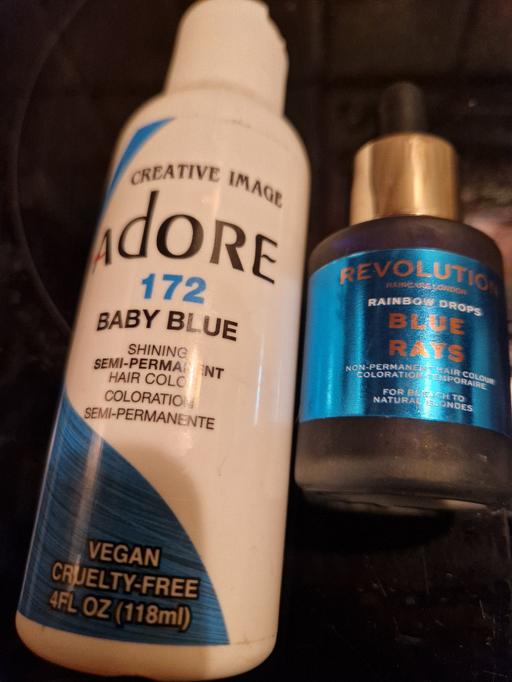 CREATIVE IMAGE
ADORE
172
BABY BLUE
SHINING
SEMI-PERMANENT
HAIR COLOR
COLORATION
SEMI-PERMANENTE
VEGAN
CRUELTY-FREE
4FL OZ (118ml)
REVOLUTION
HAIRCARE LONDON
RAINBOW DROPS
BLUE
RAYS
NON-PERMANENT HAIR COLOUR
COLORATION TEMPORAIRE
FOR BLEACH TO
NATURAL BLONDES